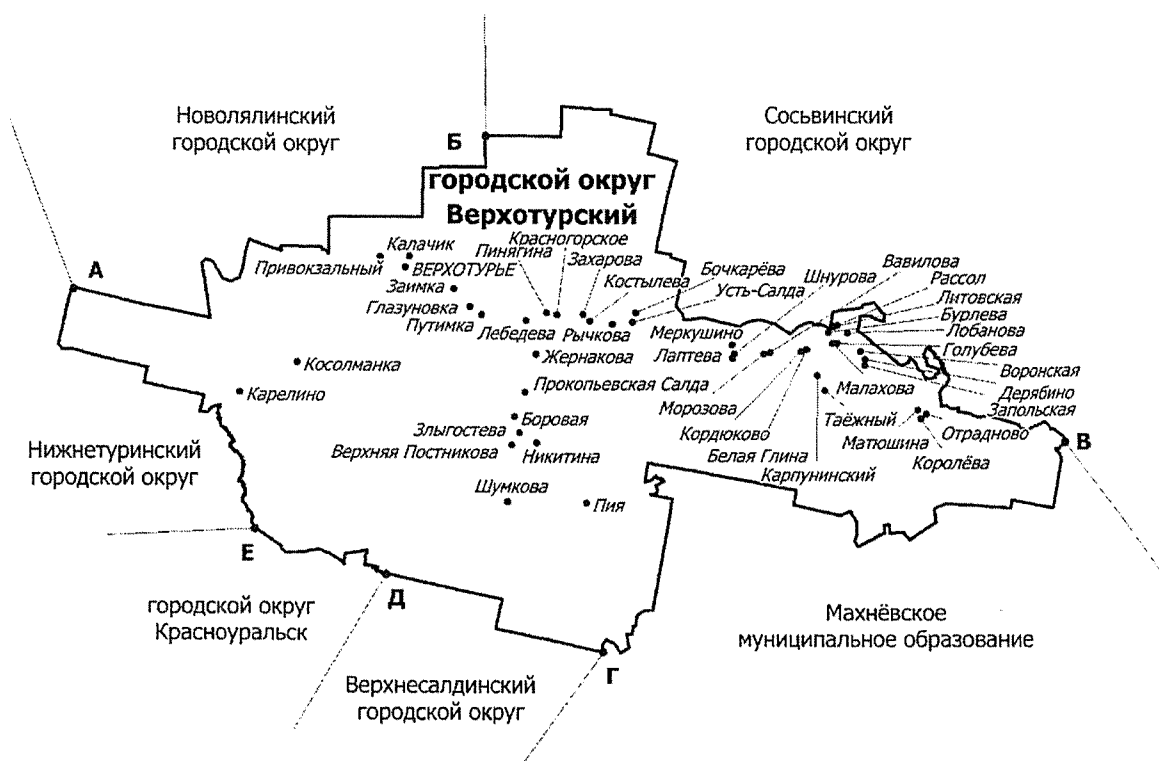 Новолялинский
городской округ
Сосьвинский
городской округ
Б
городской округ
Верхотурский
А
Калачик
Привокзальный
ВЕРХОТУРЬЕ
Заимка
Глазуновка
Путимка
Пинягина
Красногорское
Захарова
Костылева
Лебедева
Рычкова
Жернакова
Бочкарёва
Усть-Салда
Шнурова
Вавилова
Рассол
Литовская
Бурлева
Лобанова
Голубева
Воронская
Дерябино
Запольская
Меркушино
Лаптева
Косолманка
Карелино
Прокопьевская Салда
Морозова
Малахова
Кордюково
Таёжный
Белая Глина
Карпунинский
Матюшина
Отрадново
Королёва
В
Боровая
Злыгостева
Верхняя Постникова
Никитина
Шумкова
Пия
Нижнетуринский
городской округ
Е
Д
Г
городской округ
Красноуральск
Верхнесалдинский
городской округ
Махнёвское
муниципальное образование